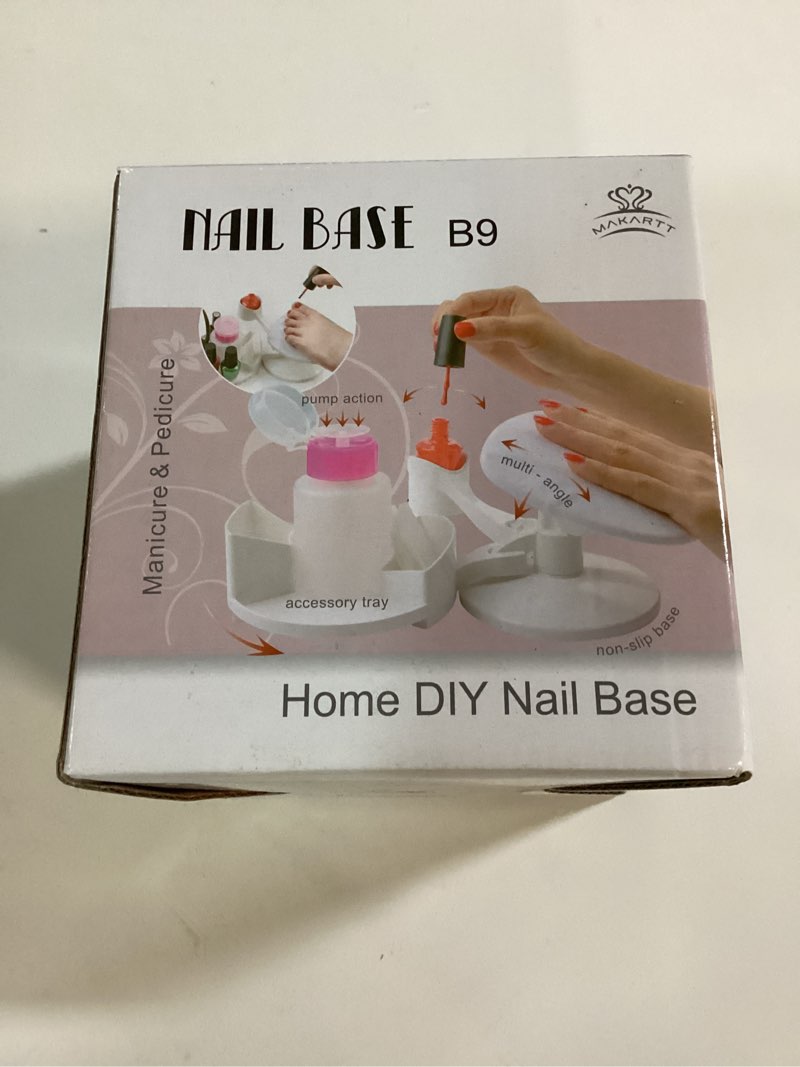 NAIL BASE B9
MAKARTT
Manicure & Pedicure
pump action
multi - angle
accessory tray
non-slip base
Home DIY Nail Base